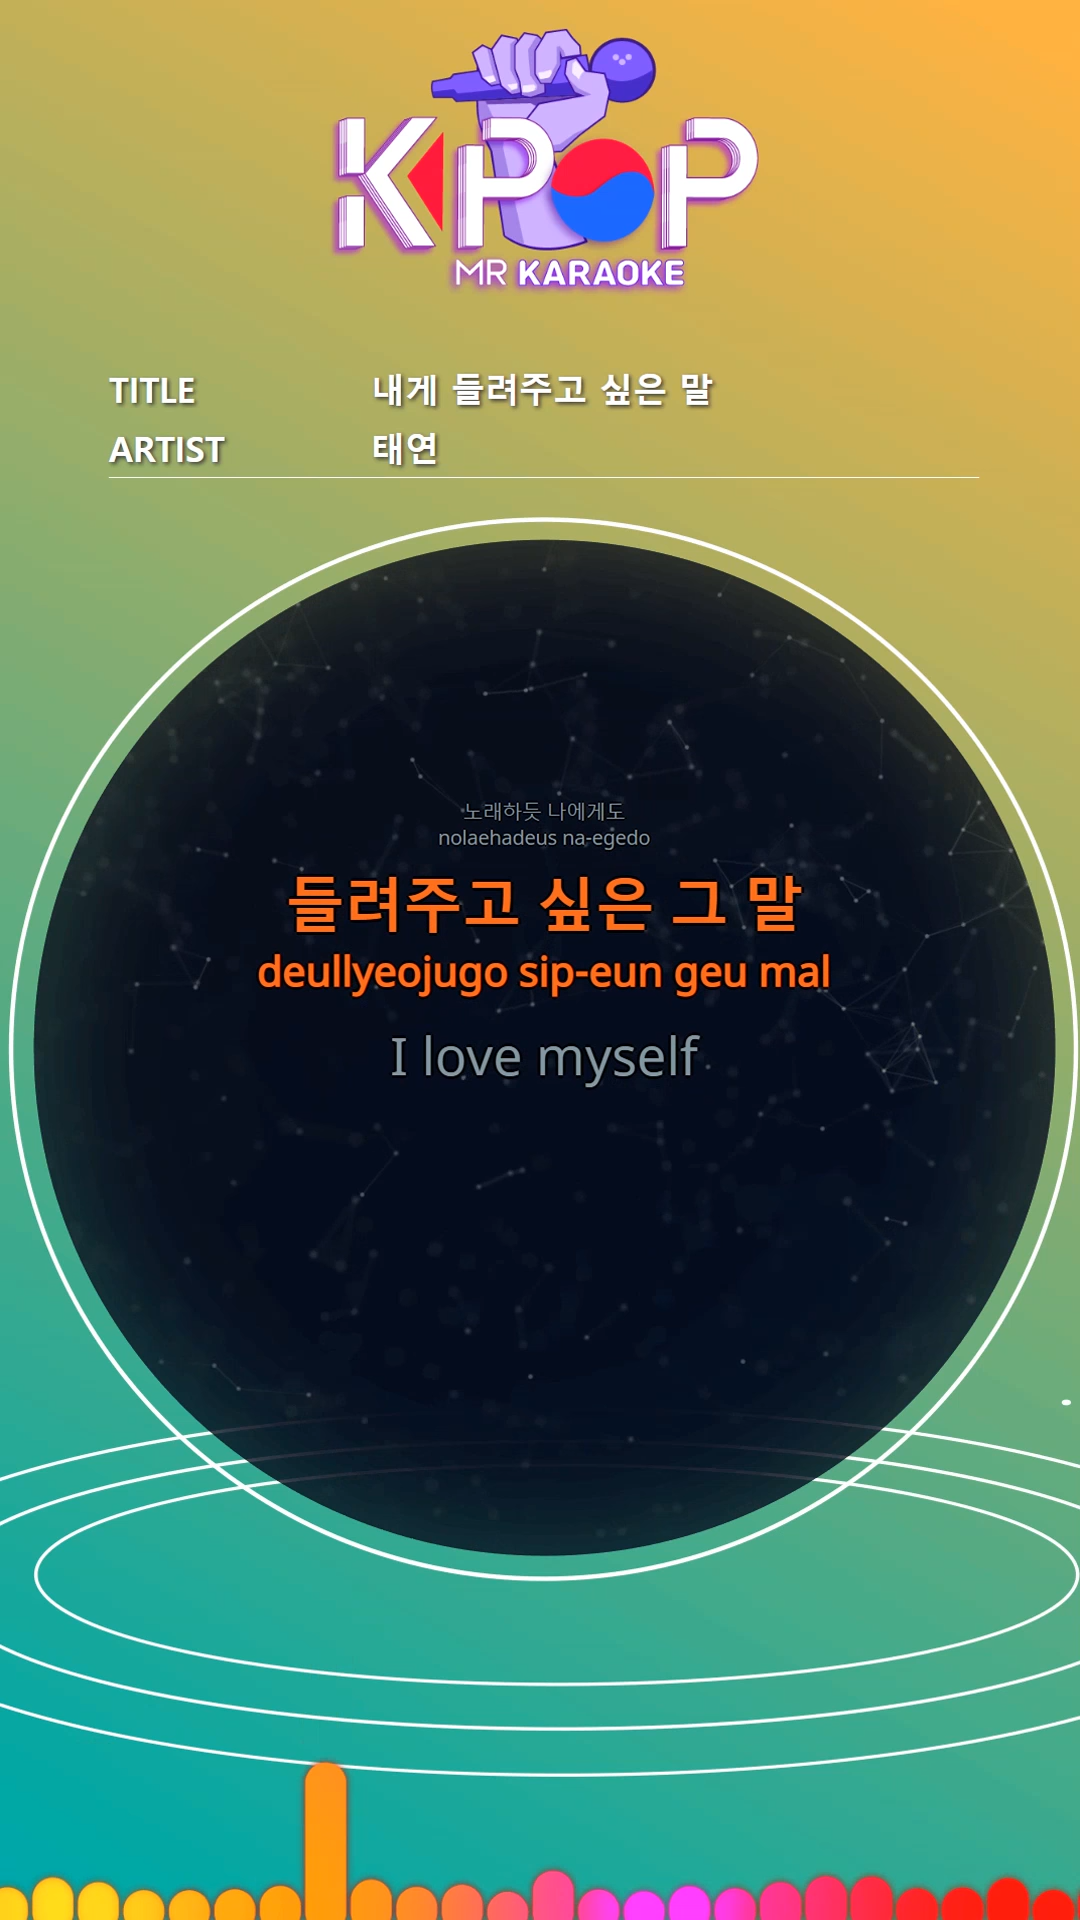 KPOP
MR KARAOKE
TITLE 내게 들려주고 싶은 말
ARTIST 태연
노래하듯 나에게도
nolaehadeus na-egedo
들려주고 싶은 그 말
deullyeojugo sip-eun geu mal
I love myself